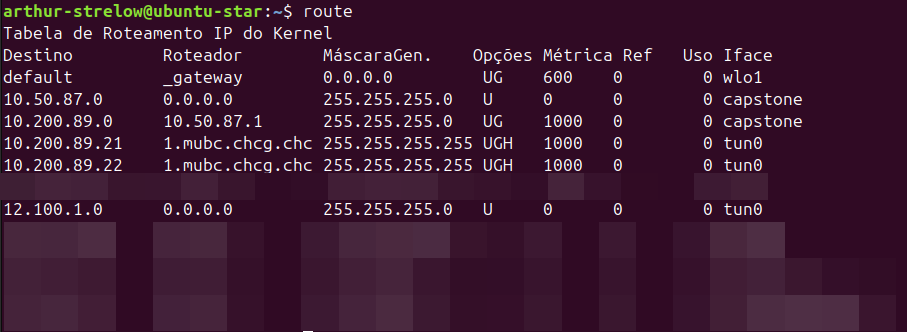 arthur-strelow@ubuntu-star:~$ route
Tabela de Roteamento IP do Kernel
Destino Roteador MáscaraGen. Opções Métrica Ref Uso Iface
default _gateway 0.0.0.0 UG 600 0 0 wlo1
10.50.87.0 0.0.0.0 255.255.255.0 U 0 0 0 capstone
10.200.89.0 10.50.87.1 255.255.255.0 UG 1000 0 0 capstone
10.200.89.21 1.mubc.chcg.chc 255.255.255.255 UGH 1000 0 0 tun0
10.200.89.22 1.mubc.chcg.chc 255.255.255.255 UGH 1000 0 0 tun0
12.100.1.0 0.0.0.0 255.255.255.0 U 0 0 0 tun0